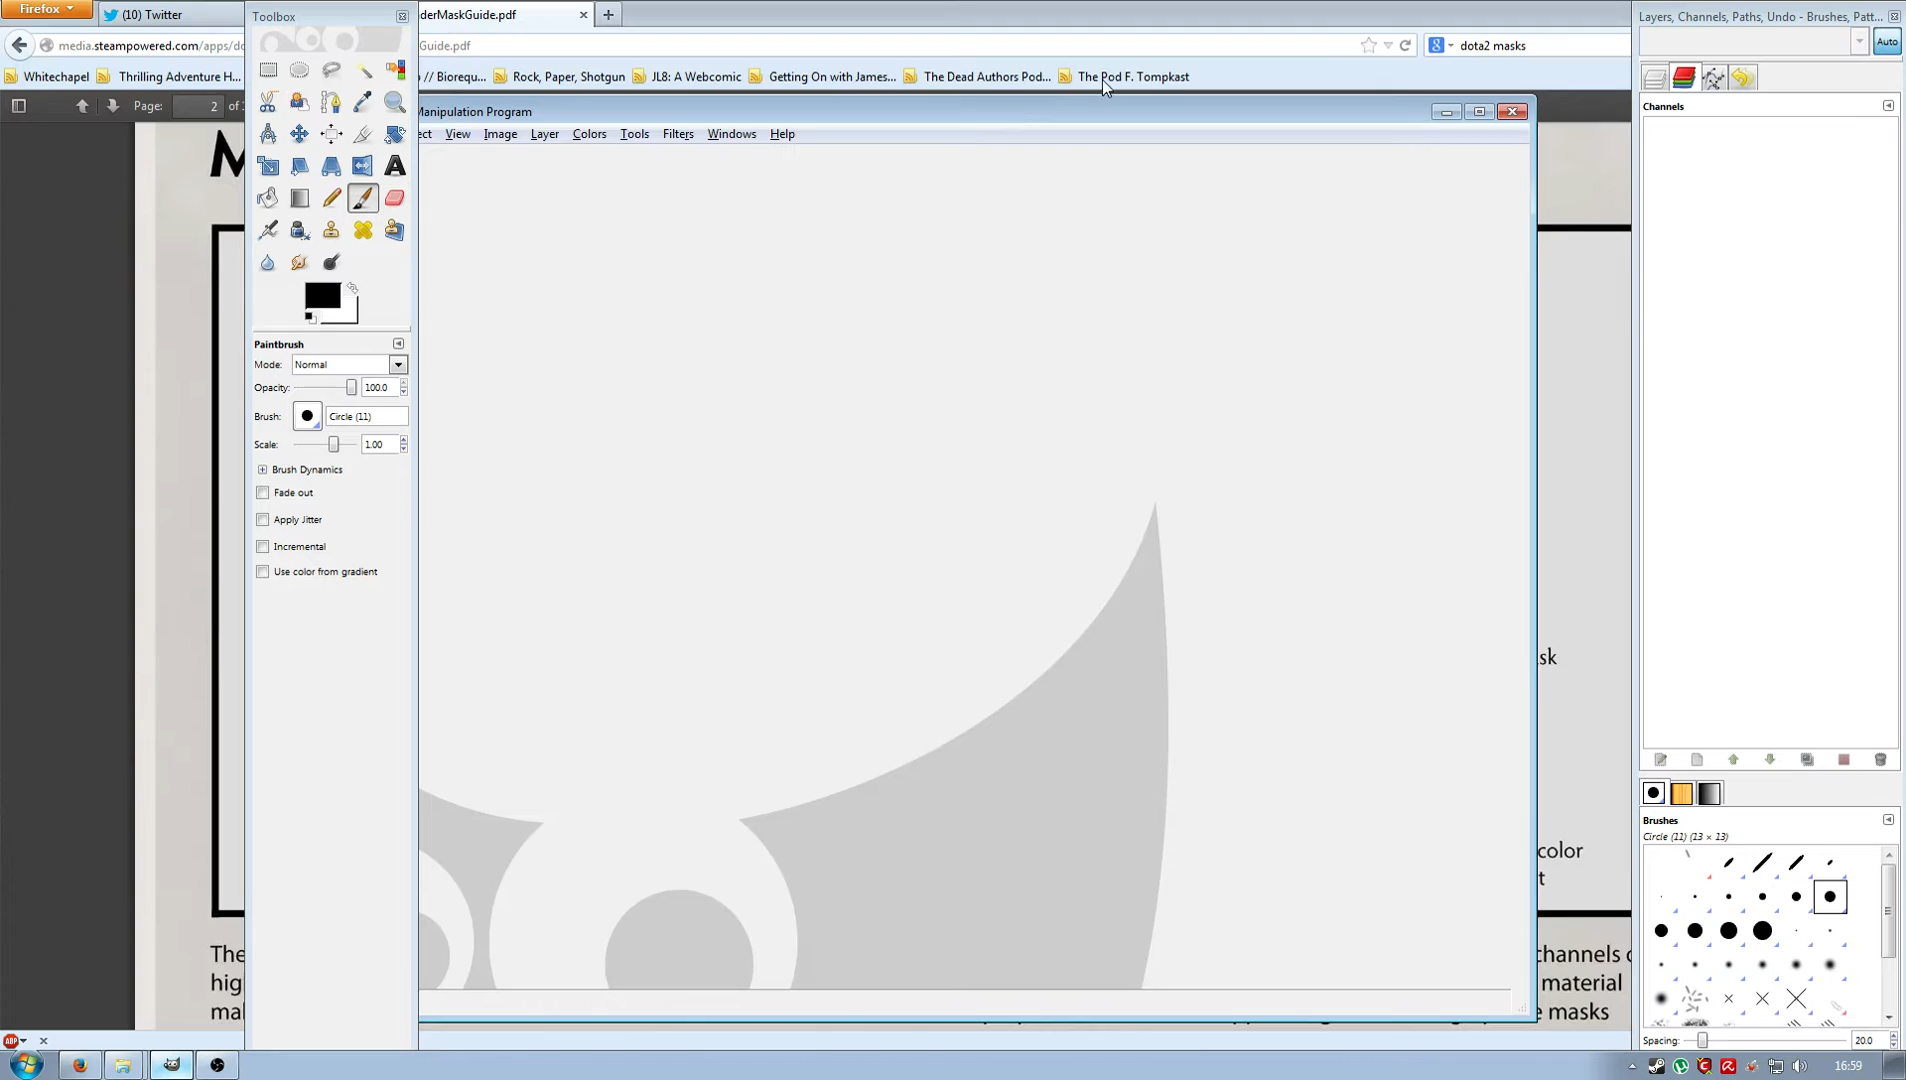 Firefox
(10) Twitter
Toolbox
derMaskGuide.pdf
Layers, Channels, Paths, Undo - Brushes, Patt...
media.steampowered.com/apps/do
Guide.pdf
dota2 masks
Auto
Whitechapel
Thrilling Adventure H...
// Biorequ...
Rock, Paper, Shotgun
JL8: A Webcomic
Getting On with James...
The Dead Authors Pod...
The Pod F. Tompkast
Page:
2
of
Manipulation Program
Channels
ect View Image Layer Colors Tools Filters Windows Help
M
Paintbrush
Mode: Normal
Opacity: 100.0
Brush: Circle (11)
Scale: 1.00
Brush Dynamics
Fade out
Apply Jitter
Incremental
Use color from gradient
sk
Brushes
Circle (11) (13 × 13)
color
t
The
channels
hig
material
mal
masks
Spacing: 20.0
ABP
16:59